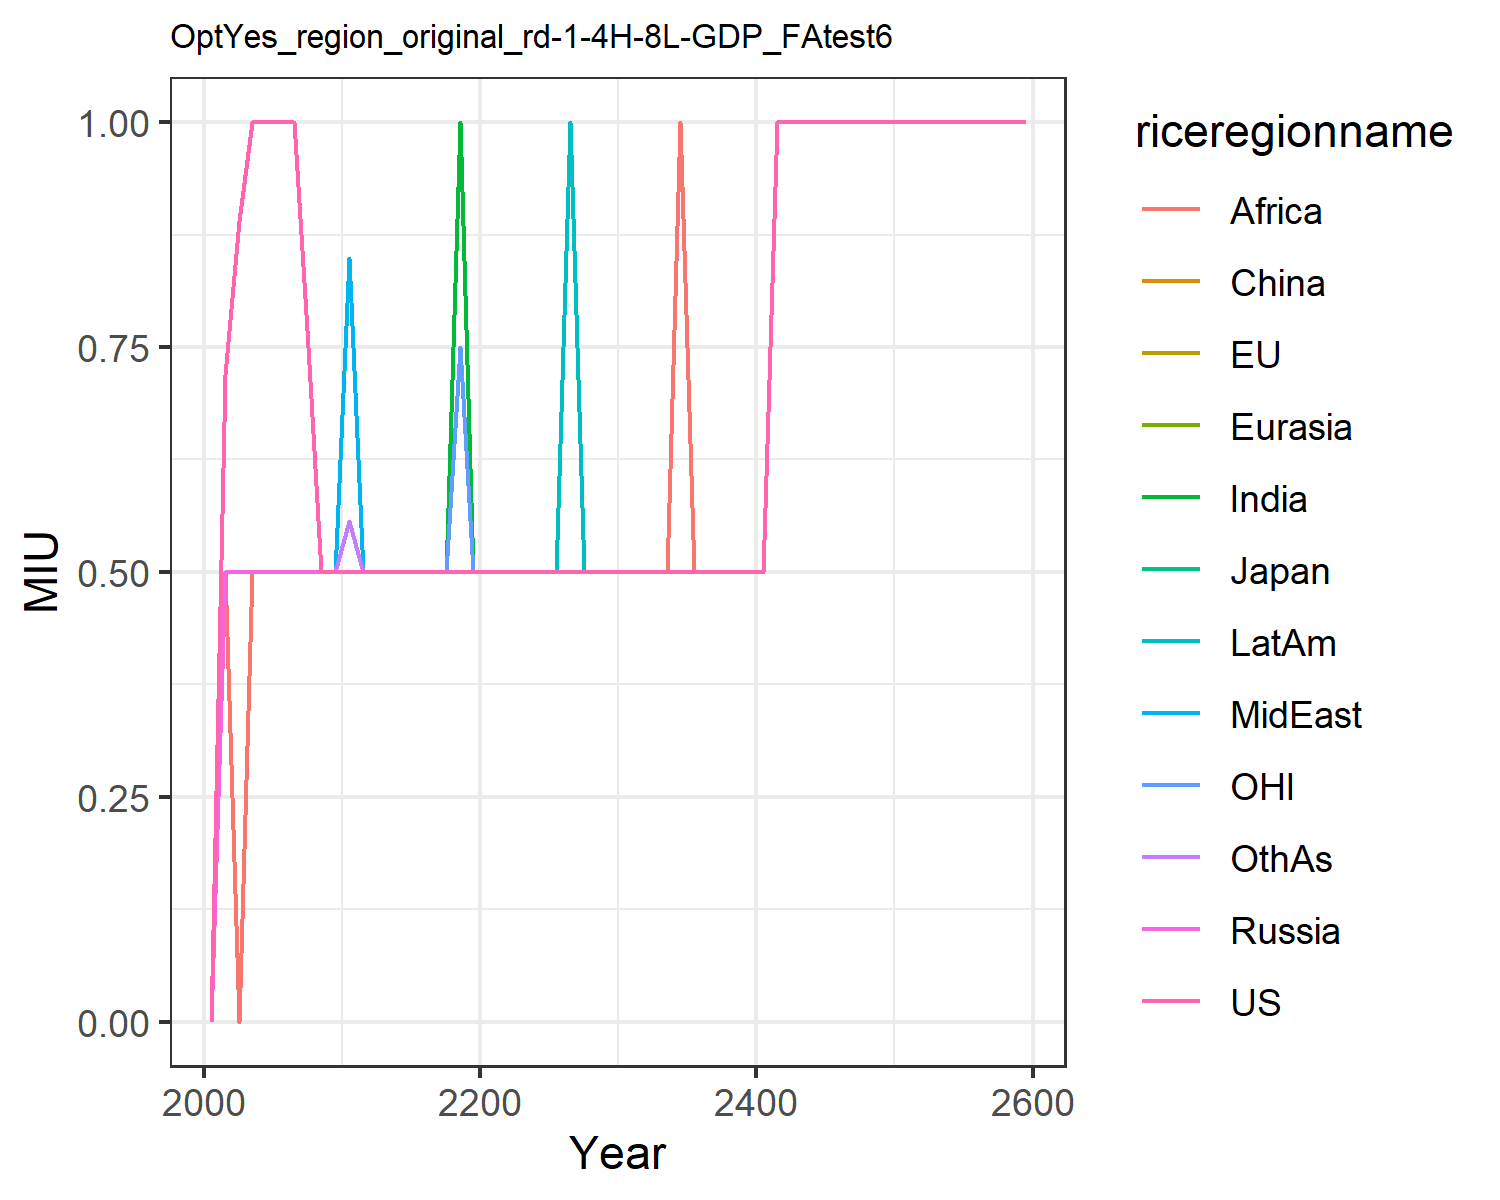 OptYes_region_original_rd-1-4H-8L-GDP_FAtest6
1.00
0.75
0.50
0.25
0.00
MIU
2000
2200
2400
2600
Year
riceregionname
Africa
China
EU
Eurasia
India
Japan
LatAm
MidEast
OHI
OthAs
Russia
US